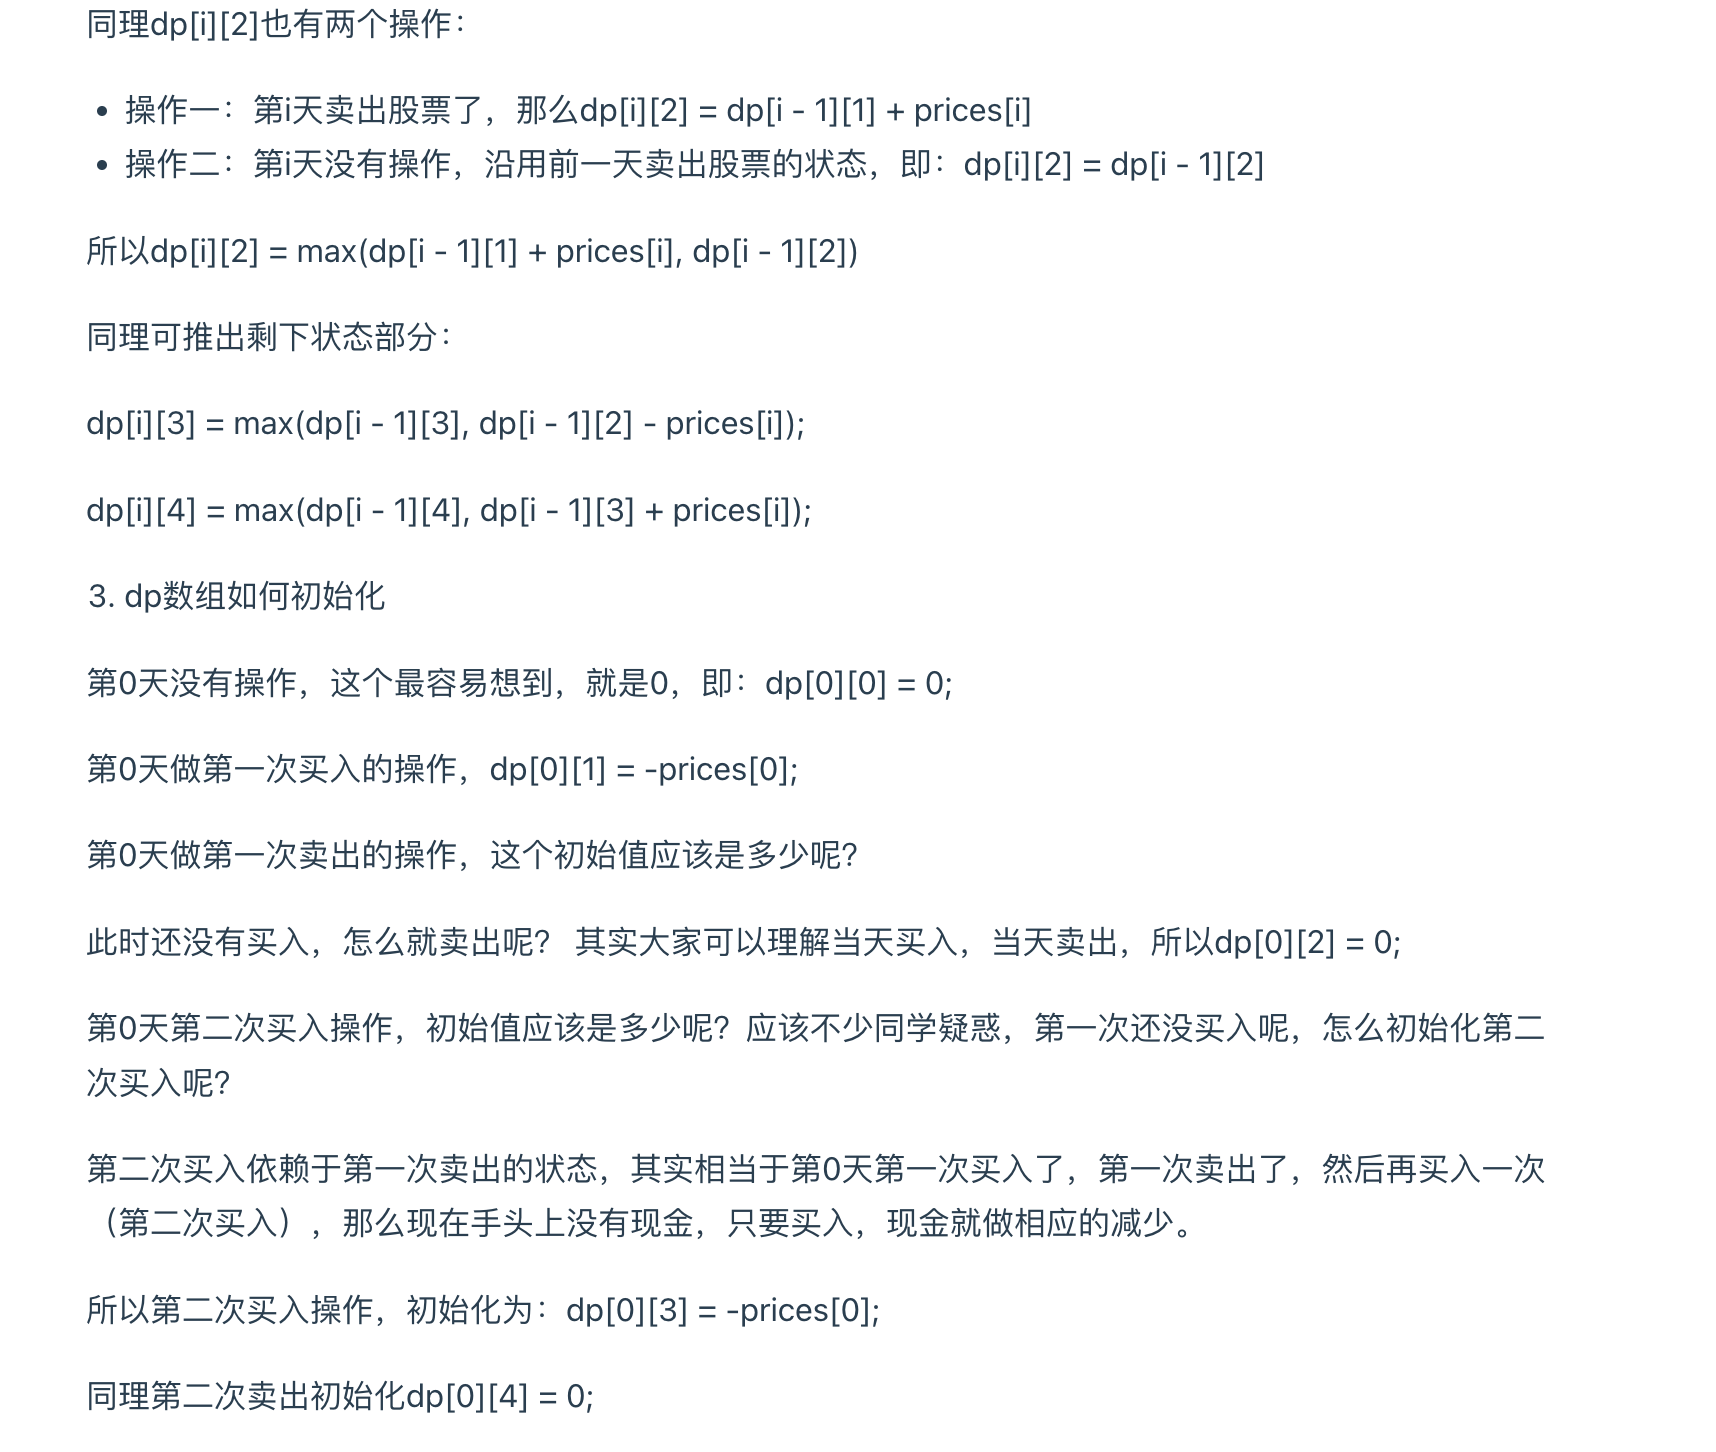 同理dp[i][2]也有两个操作：
• 操作一：第i天卖出股票了，那么dp[i][2] = dp[i - 1][1] + prices[i]
• 操作二：第i天没有操作，沿用前一天卖出股票的状态，即：dp[i][2] = dp[i - 1][2]
所以dp[i][2] = max(dp[i - 1][1] + prices[i], dp[i - 1][2])
同理可推出剩下状态部分：
dp[i][3] = max(dp[i - 1][3], dp[i - 1][2] - prices[i]);
dp[i][4] = max(dp[i - 1][4], dp[i - 1][3] + prices[i]);
3. dp数组如何初始化
第0天没有操作，这个最容易想到，就是0，即：dp[0][0] = 0;
第0天做第一次买入的操作，dp[0][1] = -prices[0];
第0天做第一次卖出的操作，这个初始值应该是多少呢？
此时还没有买入，怎么就卖出呢？ 其实大家可以理解当天买入，当天卖出，所以dp[0][2] = 0;
第0天第二次买入操作，初始值应该是多少呢？应该不少同学疑惑，第一次还没买入呢，怎么初始化第二
次买入呢？
第二次买入依赖于第一次卖出的状态，其实相当于第0天第一次买入了，第一次卖出了，然后再买入一次
（第二次买入），那么现在手头上没有现金，只要买入，现金就做相应的减少。
所以第二次买入操作，初始化为：dp[0][3] = -prices[0];
同理第二次卖出初始化dp[0][4] = 0;